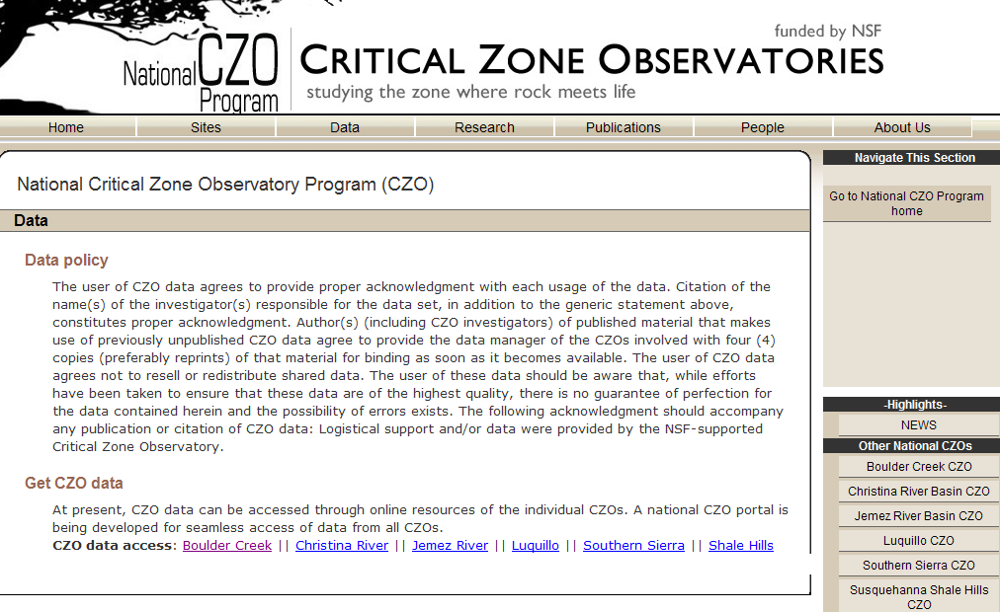 funded by NSF
National CZO Program
CRITICAL ZONE OBSERVATORIES
studying the zone where rock meets life
Home Sites Data Research Publications People About Us
National Critical Zone Observatory Program (CZO)
Data
Data policy
The user of CZO data agrees to provide proper acknowledgment with each usage of the data. Citation of the
name(s) of the investigator(s) responsible for the data set, in addition to the generic statement above,
constitutes proper acknowledgment. Author(s) (including CZO investigators) of published material that makes
use of previously unpublished CZO data agree to provide the data manager of the CZOs involved with four (4)
copies (preferably reprints) of that material for binding as soon as it becomes available. The user of CZO data
agrees not to resell or redistribute shared data. The user of these data should be aware that, while efforts
have been taken to ensure that these data are of the highest quality, there is no guarantee of perfection for
the data contained herein and the possibility of errors exists. The following acknowledgment should accompany
any publication or citation of CZO data: Logistical support and/or data were provided by the NSF-supported
Critical Zone Observatory.
Get CZO data
At present, CZO data can be accessed through online resources of the individual CZOs. A national CZO portal is
being developed for seamless access of data from all CZOs.
CZO data access: Boulder Creek || Christina River || Jemez River || Luquillo || Southern Sierra || Shale Hills
Navigate This Section
Go to National CZO Program
home
-Highlights-
NEWS
Other National CZOs
Boulder Creek CZO
Christina River Basin CZO
Jemez River Basin CZO
Luquillo CZO
Southern Sierra CZO
Susquehanna Shale Hills
CZO